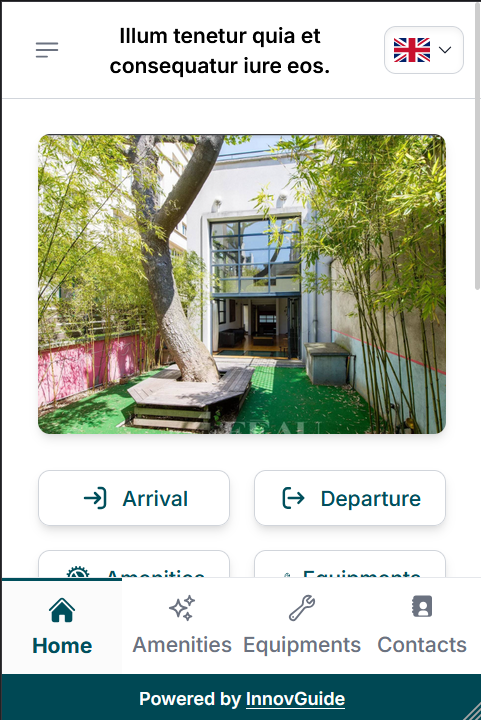 Illum tenetur quia et
consequatur iure eos.
Arrival
Departure
Amenities
Equipments
Home
Amenities
Equipments
Contacts
Powered by InnovGuide